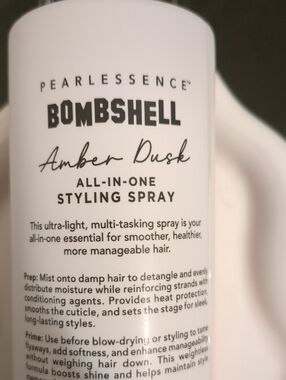 PEARLESSENCE™
BOMBSHELL
Amber Dusk
ALL-IN-ONE
STYLING SPRAY
This ultra-light, multi-tasking spray is your
all-in-one essential for smoother, healthier,
more manageable hair.
Prep: Mist onto damp hair to detangle and evenly
distribute moisture while reinforcing strands with
conditioning agents. Provides heat protection,
smooths the cuticle, and sets the stage for sleek,
long-lasting styles.
Prime: Use before blow-drying or styling to tame
flyaways, add softness, and enhance manageability
without weighing hair down. This weightless
formula boosts shine and helps maintain style